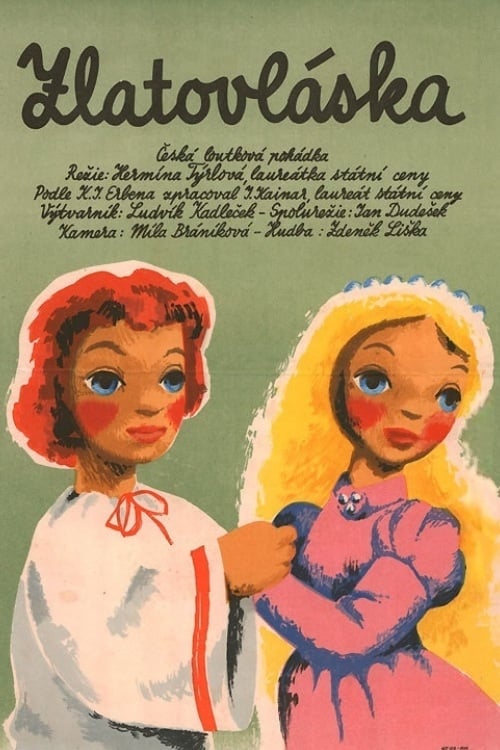 Zlatovláska
Česká loutková pohádka
Režie: Hermína Týrlová, laureátka státní ceny
Podle K.J. Erbena zpracoval J. Kainar, laureát státní ceny
Výtvarník: Ludvík Kadleček - Spolurežie: Jan Dudešek
Kamera: Míla Bráníková - Hudba: Zdeněk Liška